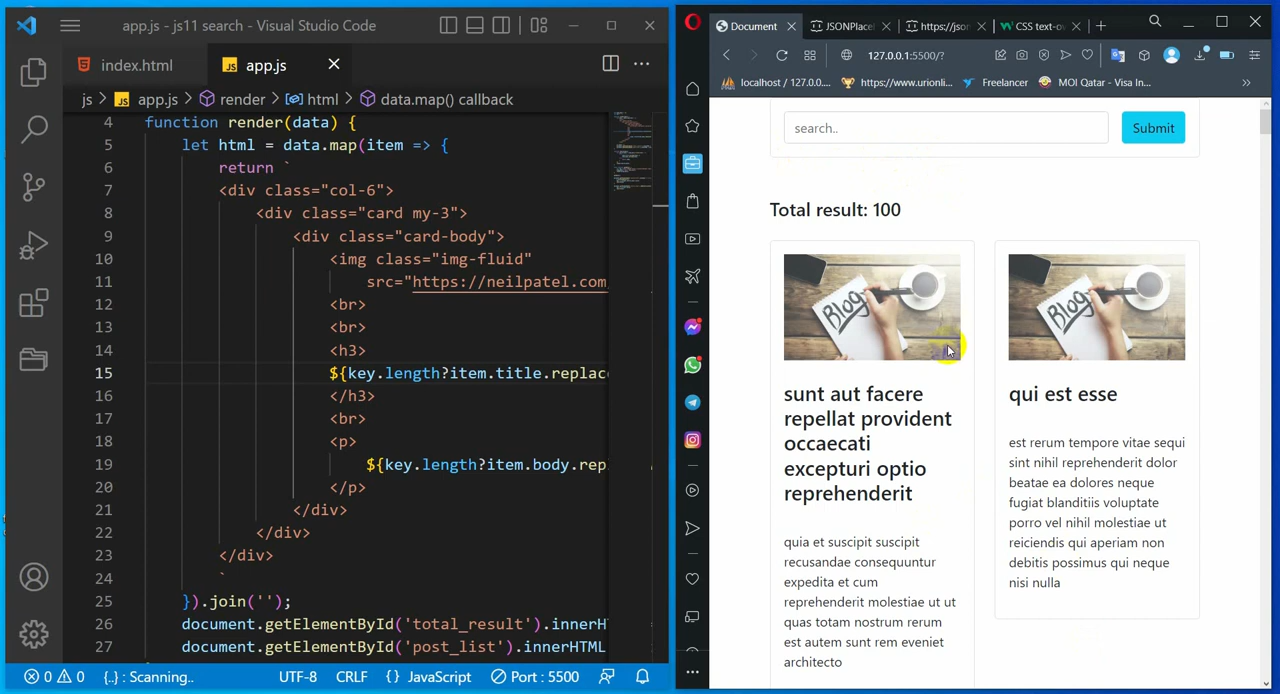 app.js - js11 search - Visual Studio Code
index.html
app.js
js > JS app.js > render > html > data.map() callback
4 function render(data) {
5 let html = data.map(item => {
6 return `
7 <div class="col-6">
8 <div class="card my-3">
9 <div class="card-body">
10 <img class="img-fluid"
11 src="https://neilpatel.com
12 <br>
13 <br>
14 <h3>
15 ${key.length?item.title.replac
16 </h3>
17 <br>
18 <p>
19 ${key.length?item.body.rep
20 </p>
21 </div>
22 </div>
23 </div>
24 `
25 }).join('');
26 document.getElementById('total_result').innerH
27 document.getElementById('post_list').innerHTML
0 0 {..} : Scanning..
UTF-8 CRLF {} JavaScript Port : 5500
Document
JSONPlacel
https://jso
CSS text-ov
127.0.0.1:5500/?
localhost / 127.0.0....
https://www.urionli...
Freelancer
MOI Qatar - Visa In...
search..
Submit
Total result: 100
Blog
sunt aut facere
repellat provident
occaecati
excepturi optio
reprehenderit
quia et suscipit suscipit
recusandae consequuntur
expedita et cum
reprehenderit molestiae ut ut
quas totam nostrum rerum
est autem sunt rem eveniet
architecto
Blog
qui est esse
est rerum tempore vitae sequi
sint nihil reprehenderit dolor
beatae ea dolores neque
fugiat blanditiis voluptate
porro vel nihil molestiae ut
reiciendis qui aperiam non
debitis possimus qui neque
nisi nulla